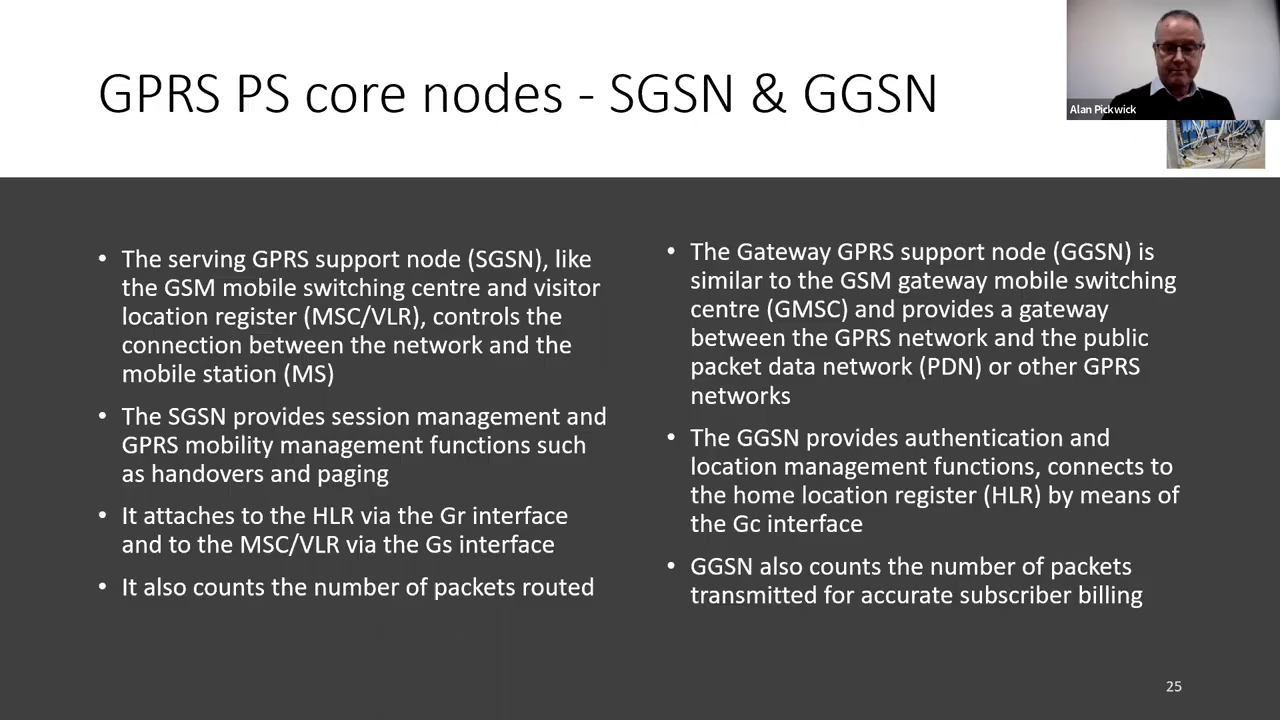 GPRS PS core nodes - SGSN & GGSN
Alan Pickwick
• The serving GPRS support node (SGSN), like
the GSM mobile switching centre and visitor
location register (MSC/VLR), controls the
connection between the network and the
mobile station (MS)
• The SGSN provides session management and
GPRS mobility management functions such
as handovers and paging
• It attaches to the HLR via the Gr interface
and to the MSC/VLR via the Gs interface
• It also counts the number of packets routed
• The Gateway GPRS support node (GGSN) is
similar to the GSM gateway mobile switching
centre (GMSC) and provides a gateway
between the GPRS network and the public
packet data network (PDN) or other GPRS
networks
• The GGSN provides authentication and
location management functions, connects to
the home location register (HLR) by means of
the Gc interface
• GGSN also counts the number of packets
transmitted for accurate subscriber billing
25